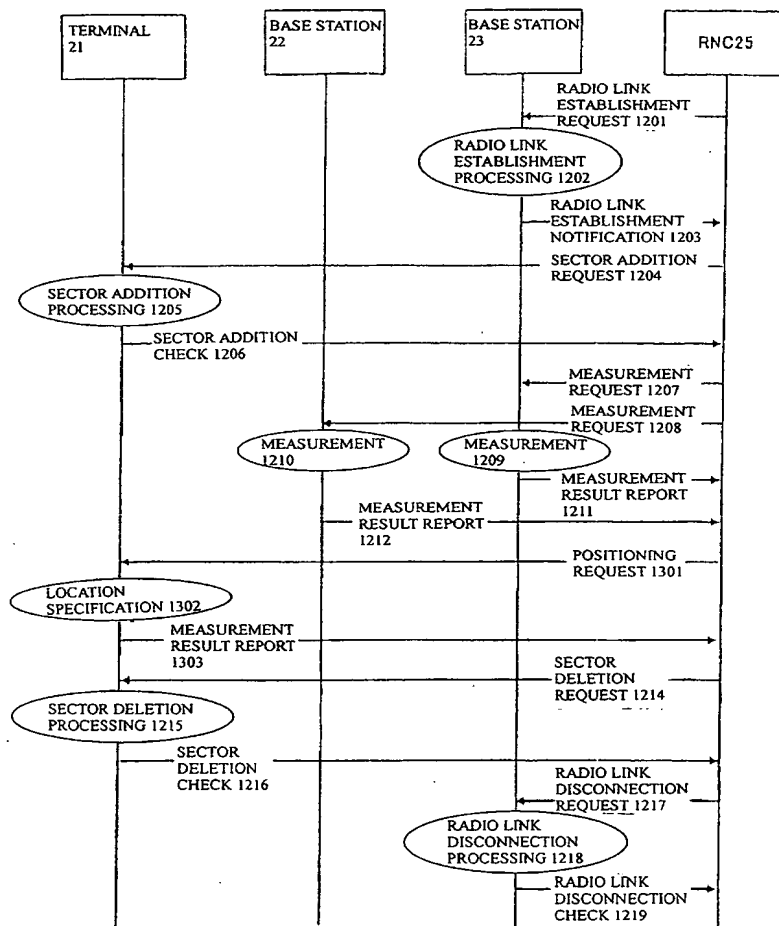 TERMINAL
21
BASE STATION
22
BASE STATION
23
RNC25
RADIO LINK
ESTABLISHMENT
REQUEST 1201
RADIO LINK
ESTABLISHMENT
PROCESSING 1202
RADIO LINK
ESTABLISHMENT
NOTIFICATION 1203
SECTOR ADDITION
REQUEST 1204
SECTOR ADDITION
PROCESSING 1205
SECTOR ADDITION
CHECK 1206
MEASUREMENT
REQUEST 1207
MEASUREMENT
REQUEST 1208
MEASUREMENT
1210
MEASUREMENT
1209
MEASUREMENT
RESULT REPORT
1211
MEASUREMENT
RESULT REPORT
1212
POSITIONING
REQUEST 1301
LOCATION
SPECIFICATION 1302
MEASUREMENT
RESULT REPORT
1303
SECTOR
DELETION
REQUEST 1214
SECTOR DELETION
PROCESSING 1215
SECTOR
DELETION
CHECK 1216
RADIO LINK
DISCONNECTION
REQUEST 1217
RADIO LINK
DISCONNECTION
PROCESSING 1218
RADIO LINK
DISCONNECTION
CHECK 1219